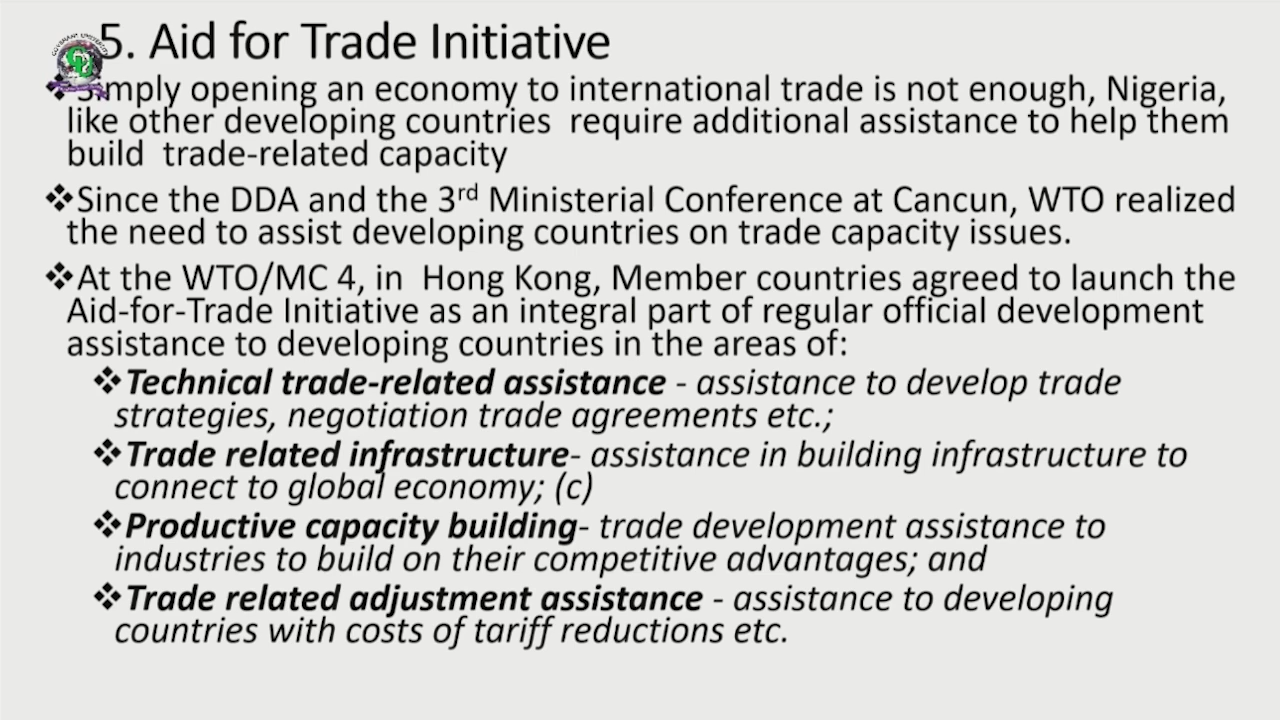 5. Aid for Trade Initiative
❖Simply opening an economy to international trade is not enough, Nigeria,
like other developing countries  require additional assistance to help them
build  trade-related capacity
❖Since the DDA and the 3rd Ministerial Conference at Cancun, WTO realized
the need to assist developing countries on trade capacity issues.
❖At the WTO/MC 4, in  Hong Kong, Member countries agreed to launch the
Aid-for-Trade Initiative as an integral part of regular official development
assistance to developing countries in the areas of:
❖Technical trade-related assistance - assistance to develop trade
strategies, negotiation trade agreements etc.;
❖Trade related infrastructure- assistance in building infrastructure to
connect to global economy; (c)
❖Productive capacity building- trade development assistance to
industries to build on their competitive advantages; and
❖Trade related adjustment assistance - assistance to developing
countries with costs of tariff reductions etc.